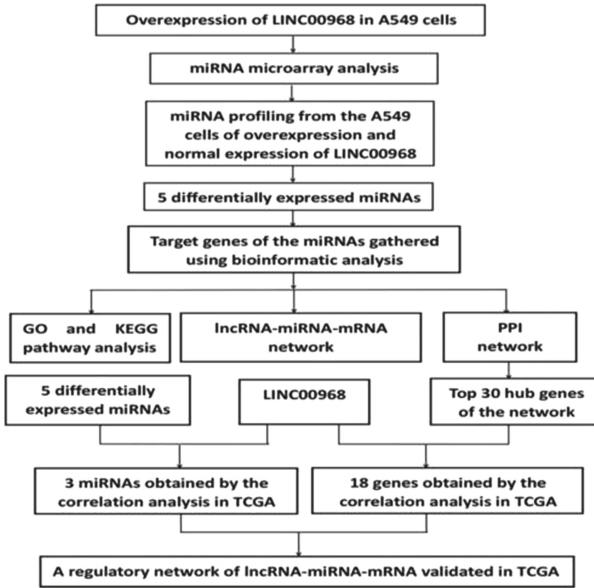 Overexpression of LINC00968 in A549 cells
miRNA microarray analysis
miRNA profiling from the A549
cells of overexpression and
normal expression of LINC00968
5 differentially expressed miRNAs
Target genes of the miRNAs gathered
using bioinformatic analysis
GO and KEGG
pathway analysis
lncRNA-miRNA-mRNA
network
PPI
network
5 differentially
expressed miRNAs
LINC00968
Top 30 hub genes
of the network
3 miRNAs obtained by the
correlation analysis in TCGA
18 genes obtained by the
correlation analysis in TCGA
A regulatory network of lncRNA-miRNA-mRNA validated in TCGA